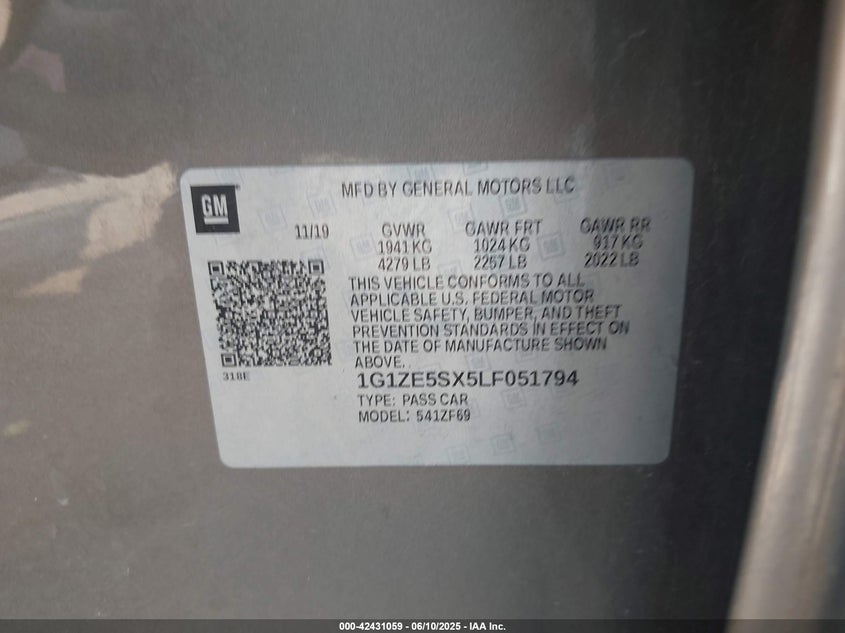 GM
MFD BY GENERAL MOTORS LLC
11/19 GVWR GAWR FRT GAWR RR
1941 KG 1024 KG 917 KG
4279 LB 2257 LB 2022 LB
THIS VEHICLE CONFORMS TO ALL
APPLICABLE U.S. FEDERAL MOTOR
VEHICLE SAFETY, BUMPER, AND THEFT
PREVENTION STANDARDS IN EFFECT ON
THE DATE OF MANUFACTURE SHOWN
ABOVE.
318E
1G1ZE5SX5LF051794
TYPE: PASS CAR
MODEL: 541ZF69
000-42431059 - 06/10/2025 - IAA Inc.